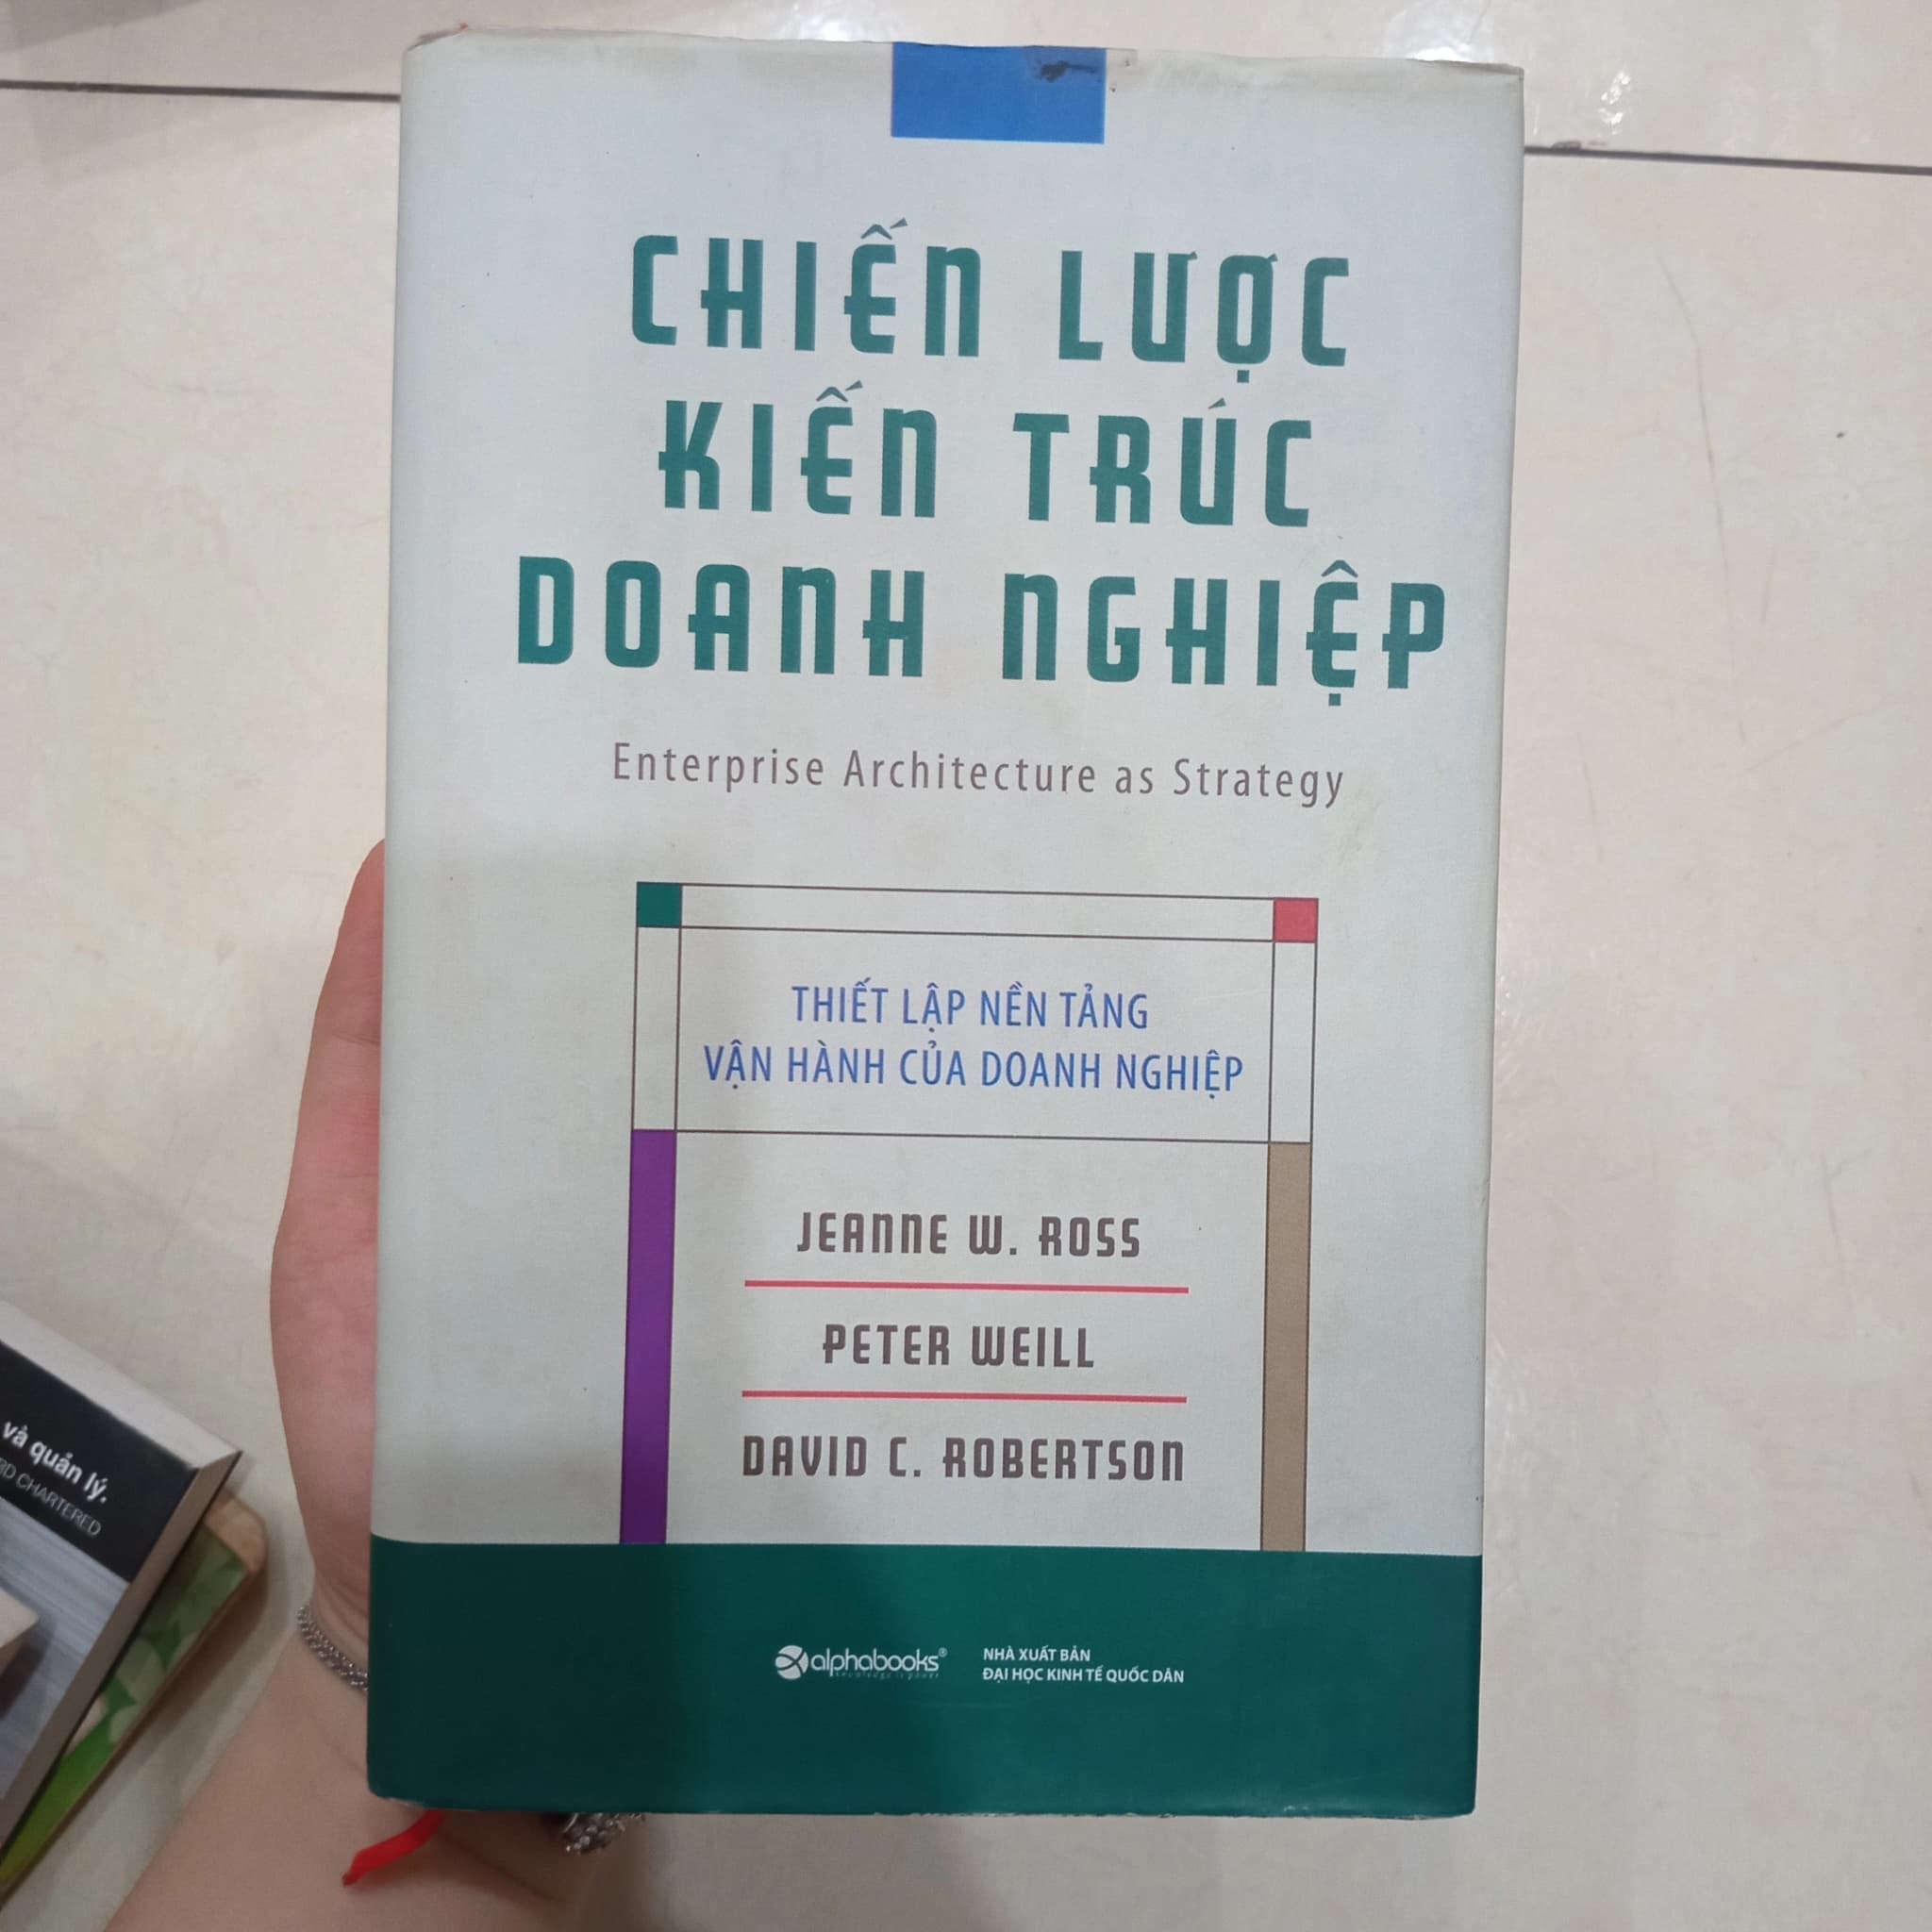 CHIẾN LƯỢC
KIẾN TRÚC
DOANH NGHIỆP
Enterprise Architecture as Strategy
THIẾT LẬP NỀN TẢNG
VẬN HÀNH CỦA DOANH NGHIỆP
JEANNE W. ROSS
PETER WEILL
DAVID C. ROBERTSON
alphabooks®
NHÀ XUẤT BẢN
ĐẠI HỌC KINH TẾ QUỐC DÂN
và quản lý.
CHARTERED